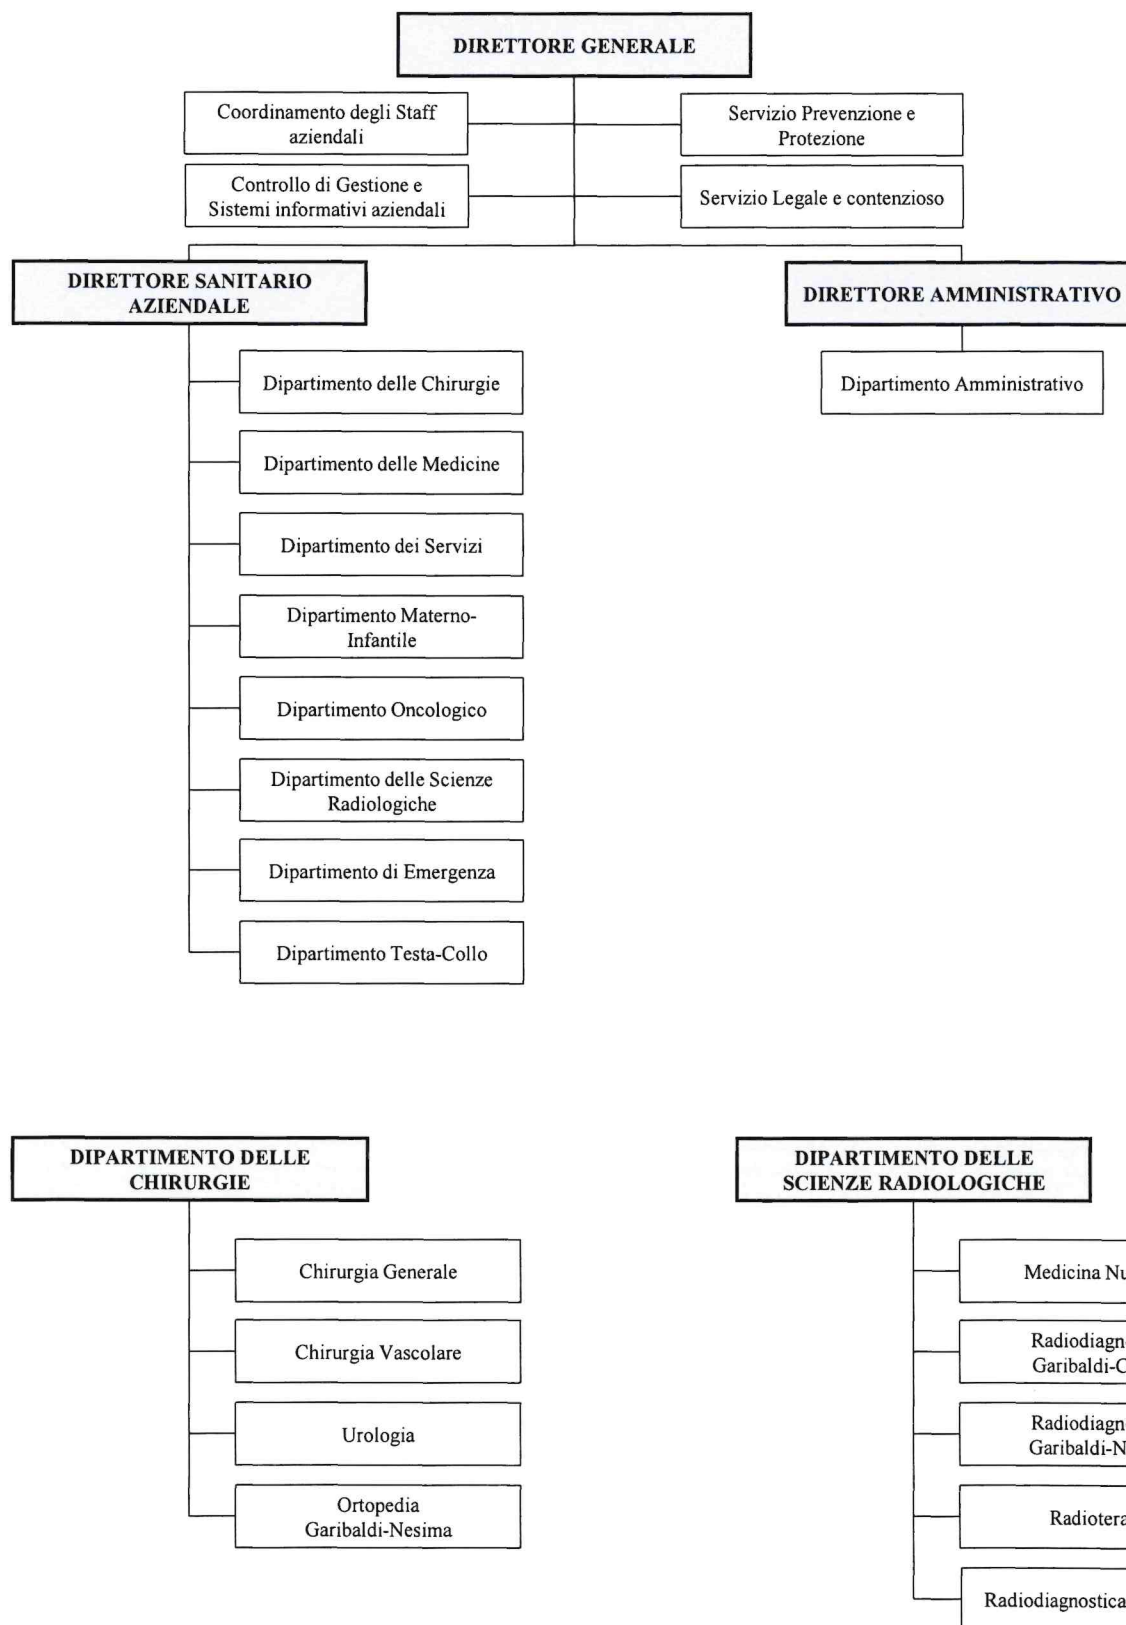 DIRETTORE GENERALE
Coordinamento degli Staff
aziendali
Servizio Prevenzione e
Protezione
Controllo di Gestione e
Sistemi informativi aziendali
Servizio Legale e contenzioso
DIRETTORE SANITARIO
AZIENDALE
DIRETTORE AMMINISTRATIVO
Dipartimento delle Chirurgie
Dipartimento Amministrativo
Dipartimento delle Medicine
Dipartimento dei Servizi
Dipartimento Materno-
Infantile
Dipartimento Oncologico
Dipartimento delle Scienze
Radiologiche
Dipartimento di Emergenza
Dipartimento Testa-Collo
DIPARTIMENTO DELLE
CHIRURGIE
Chirurgia Generale
Chirurgia Vascolare
Urologia
Ortopedia
Garibaldi-Nesima
DIPARTIMENTO DELLE
SCIENZE RADIOLOGICHE
Medicina
Garibaldi-
Garibaldi-
Radiodiagnostica